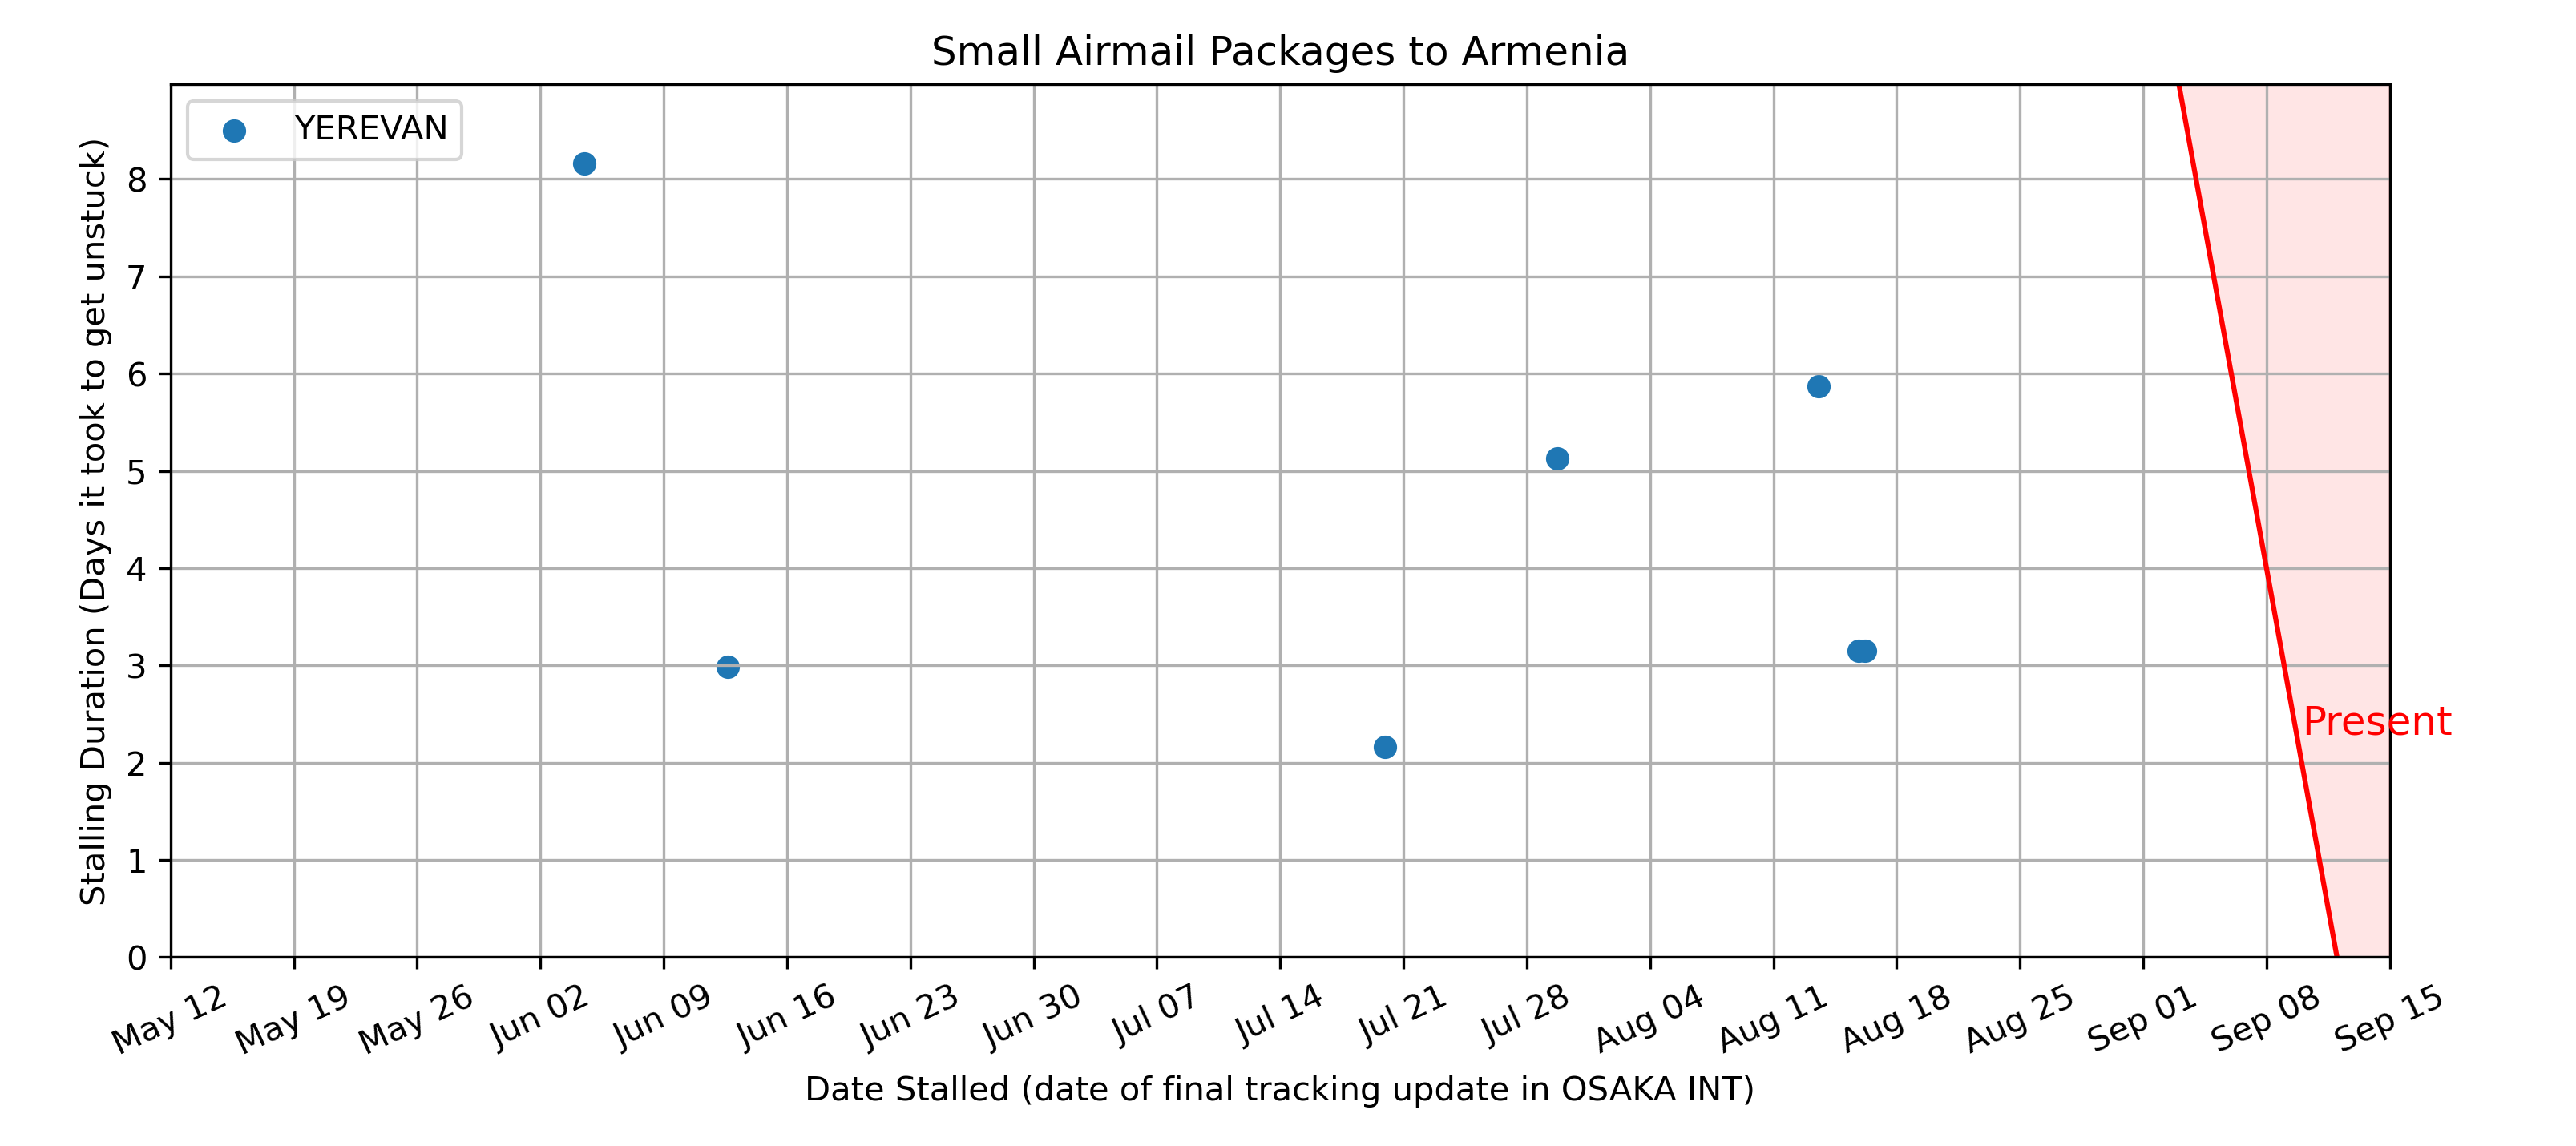 Small Airmail Packages to Armenia
YEREVAN
Stalling Duration (Days it took to get unstuck)
8
7
6
5
4
3
2
1
0
Present
May 12
May 19
May 26
Jun 02
Jun 09
Jun 16
Jun 23
Jun 30
Jul 07
Jul 14
Jul 21
Jul 28
Aug 04
Aug 11
Aug 18
Aug 25
Sep 01
Sep 08
Sep 15
Date Stalled (date of final tracking update in OSAKA INT)